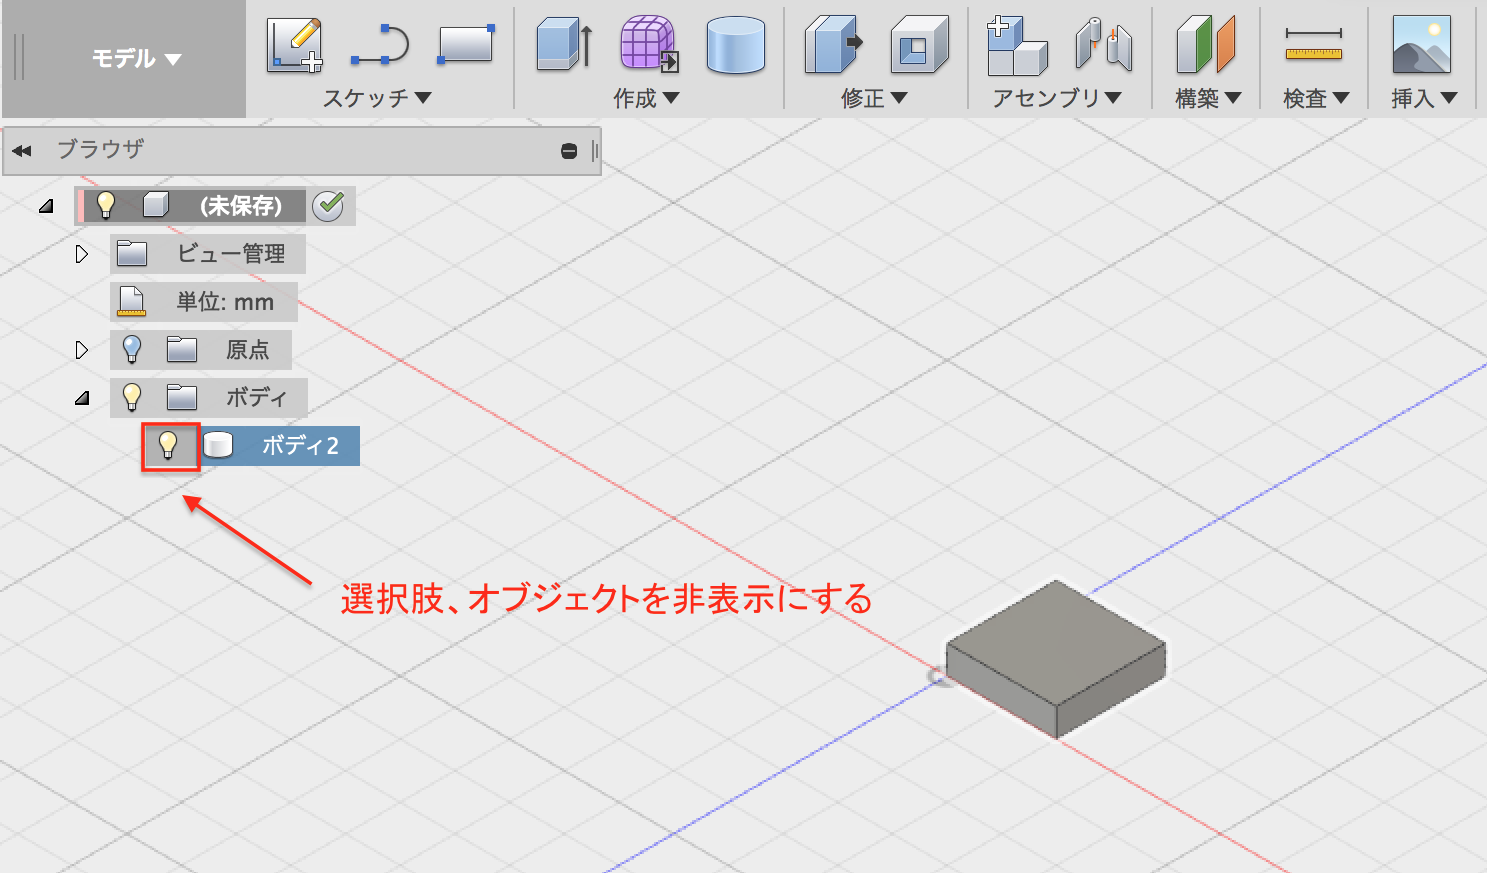 モデル
スケッチ
作成
修正
アセンブリ
構築
検査
挿入
ブラウザ
(未保存)
ビュー管理
単位: mm
原点
ボディ
ボディ2
選択肢、オブジェクトを非表示にする